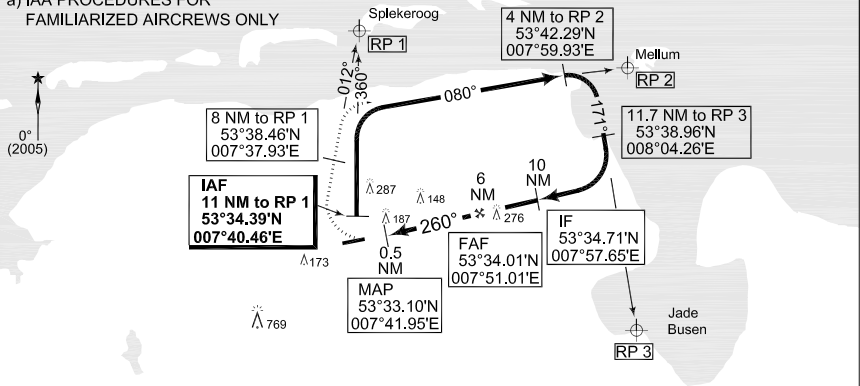 a) IAA PROCEDURES FOR
FAMILIARIZED AIRCREWS ONLY
Splekeroog
RP 1
4 NM to RP 2
53°42.29'N
007°59.93'E
Mellum
RP 2
0°
(2005)
012°
360°
080°
171°
8 NM to RP 1
53°38.46'N
007°37.93'E
11.7 NM to RP 3
53°38.96'N
008°04.26'E
IAF
11 NM to RP 1
53°34.39'N
007°40.46'E
287
148
187
6
NM
10
NM
276
260°
173
0.5
NM
FAF
53°34.01'N
007°51.01'E
IF
53°34.71'N
007°57.65'E
MAP
53°33.10'N
007°41.95'E
769
Jade
Busen
RP 3